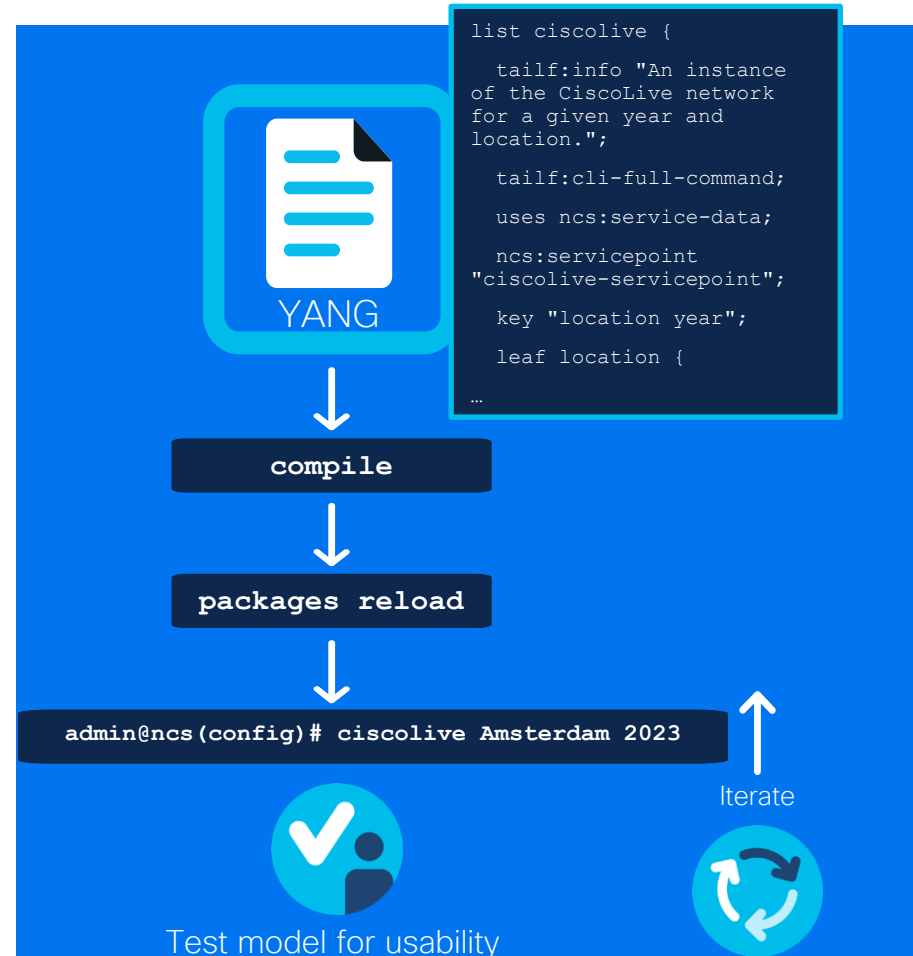 list ciscolive {
tailf:info "An instance
of the CiscoLive network
for a given year and
location.";
tailf:cli-full-command;
uses ncs:service-data;
ncs:servicepoint
"ciscolive-servicepoint";
key "location year";
leaf location {
…
YANG
compile
packages reload
admin@ncs(config)# ciscolive Amsterdam 2023
Iterate
Test model for usability